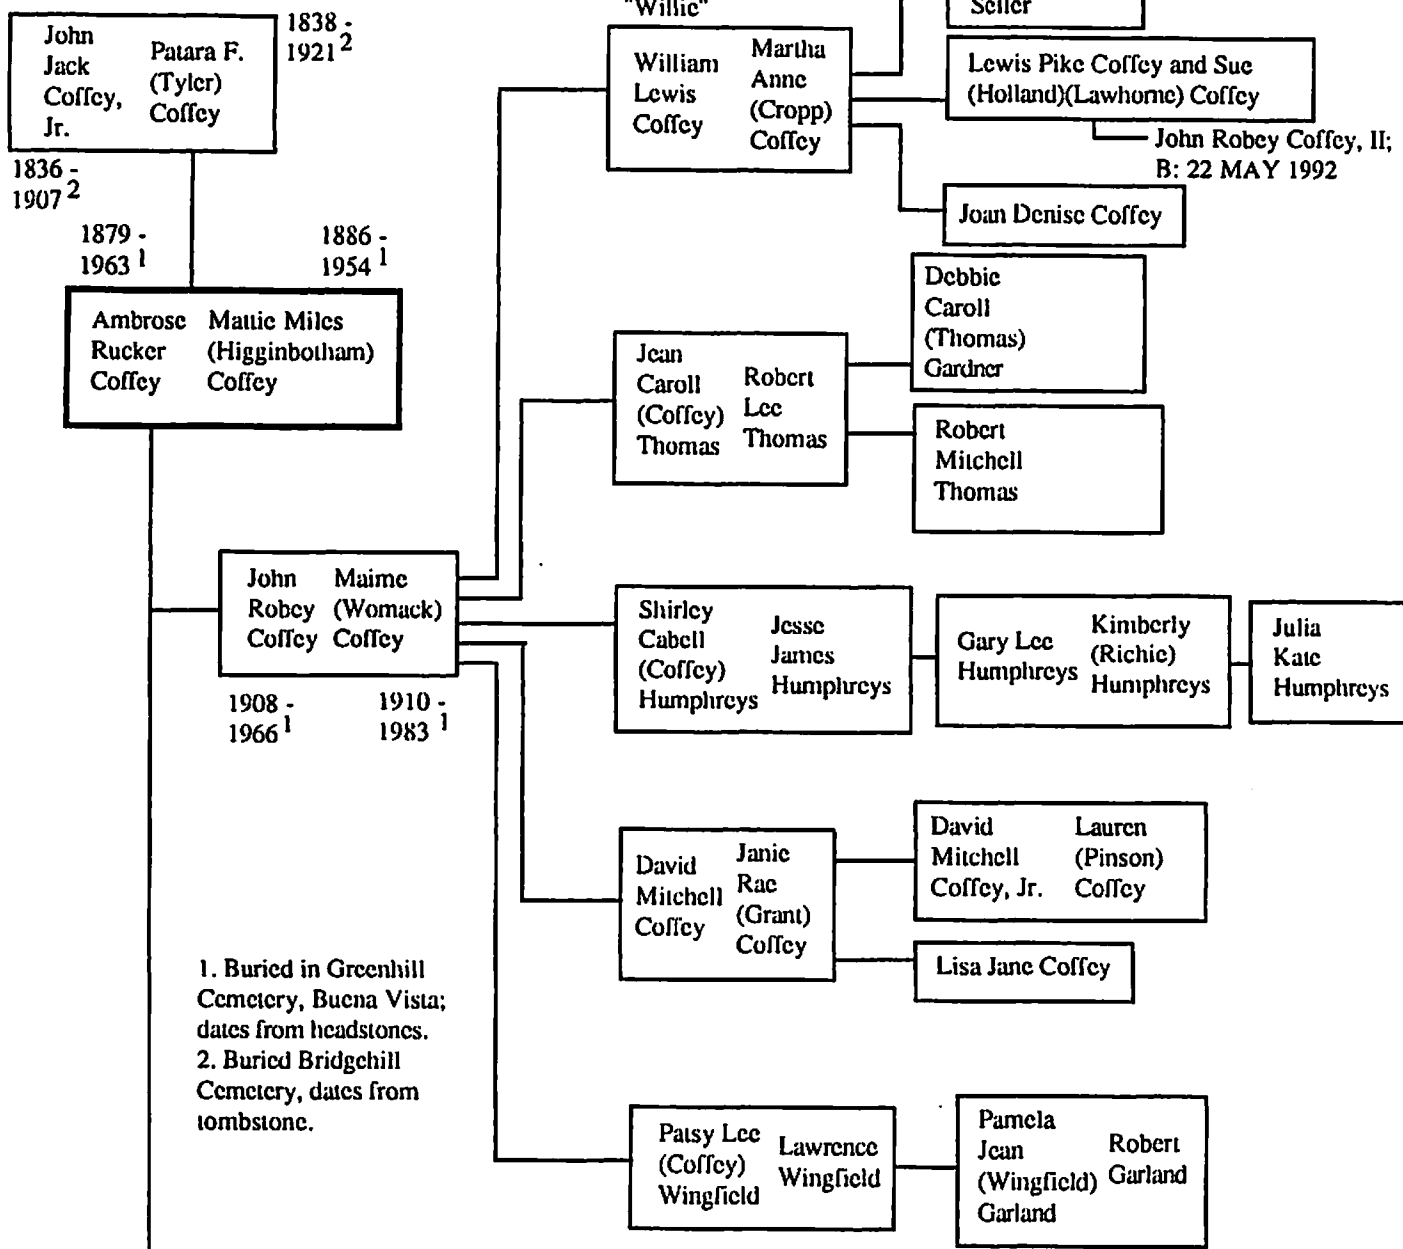 John
Jack
Coffey,
Jr.
Patara F.
(Tyler)
Coffey
1838 -
1921 2
1836 -
1907 2
1879 -
1963 1
1886 -
1954 1
Ambrose
Rucker
Coffey
Mattie Miles
(Higginbotham)
Coffey
John
Robey
Coffey
Maime
(Womack)
Coffey
1908 -
1966 1
1910 -
1983 1
"Willie"
William
Lewis
Coffey
Martha
Anne
(Cropp)
Coffey
Seiler
Lewis Pike Coffey and Sue
(Holland)(Lawhorne) Coffey
John Robey Coffey, II;
B: 22 MAY 1992
Joan Denise Coffey
Jean
Caroll
(Coffey)
Thomas
Robert
Lee
Thomas
Debbie
Caroll
(Thomas)
Gardner
Robert
Mitchell
Thomas
Shirley
Cabell
(Coffey)
Humphreys
Jesse
James
Humphreys
Gary Lee
Humphreys
Kimberly
(Richie)
Humphreys
Julia
Kate
Humphreys
David
Mitchell
Coffey
Janie
Rae
(Grant)
Coffey
David
Mitchell
Coffey, Jr.
Lauren
(Pinson)
Coffey
Lisa Jane Coffey
Patsy Lee
(Coffey)
Wingfield
Lawrence
Wingfield
Pamela
Jean
(Wingfield)
Garland
Robert
Garland
1. Buried in Greenhill
Cemetery, Buena Vista;
dates from headstones.
2. Buried Bridgehill
Cemetery, dates from
tombstone.